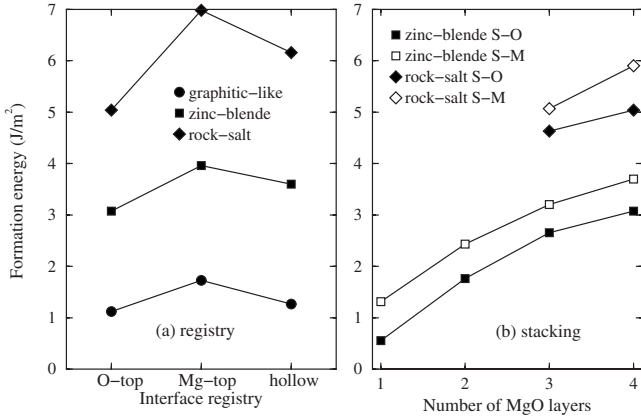 Formation energy (J/m²)
7
6
5
4
3
2
1
0
graphitic−like
zinc−blende
rock−salt
(a) registry
O−top
Mg−top
hollow
Interface registry
zinc−blende S−O
zinc−blende S−M
rock−salt S−O
rock−salt S−M
7
6
5
4
3
2
1
0
(b) stacking
1
2
3
4
Number of MgO layers